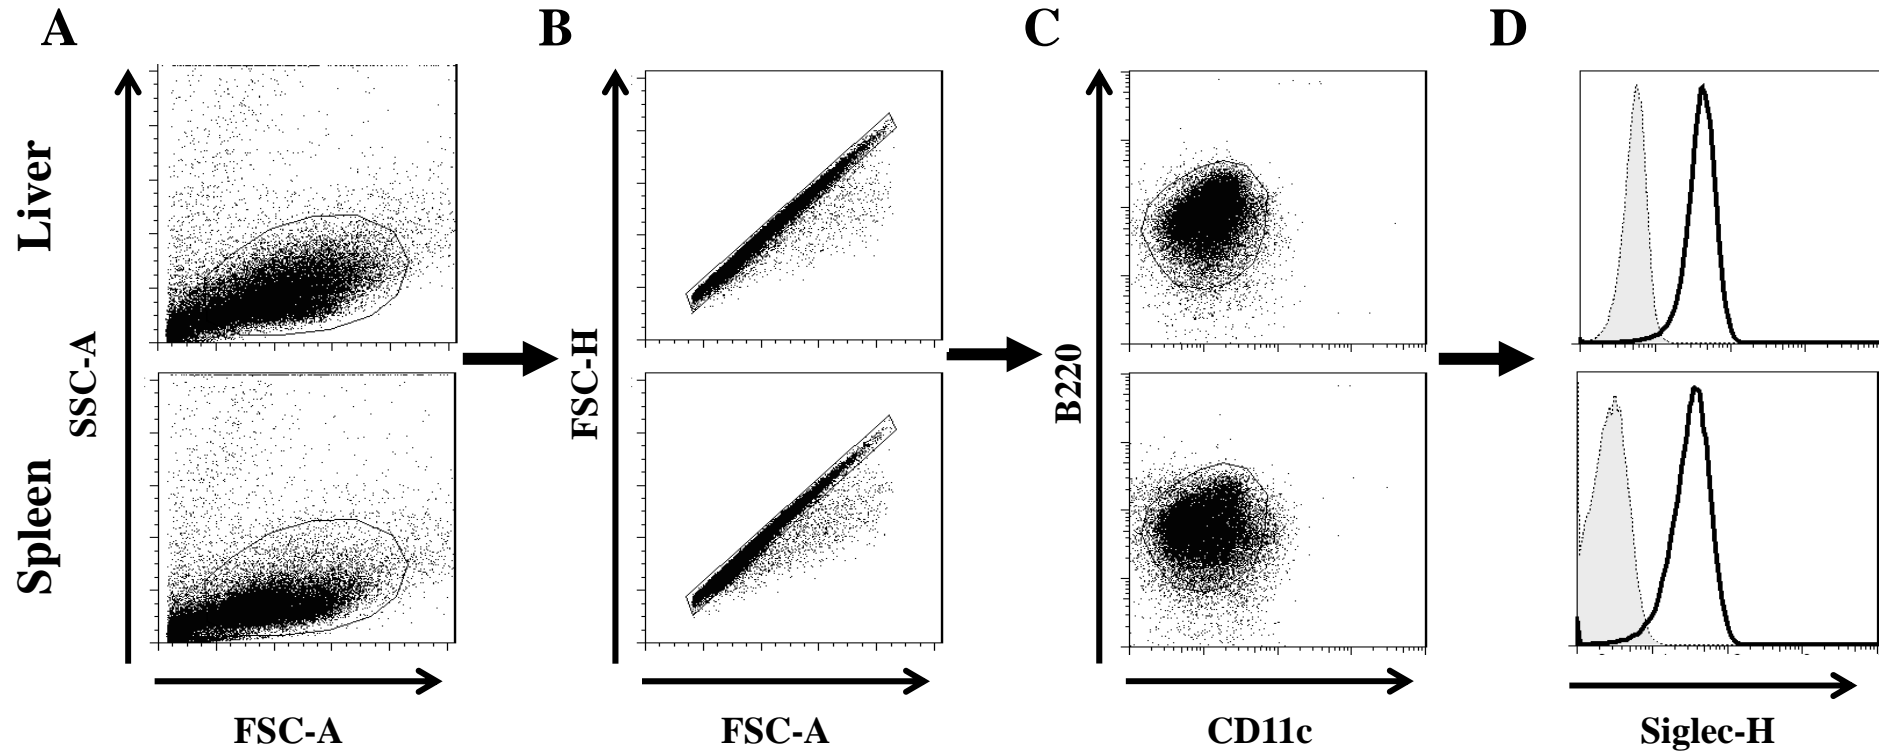 A
B
C
D
Liver
Spleen
SSC-A
FSC-H
B220
FSC-A
FSC-A
CD11c
Siglec-H